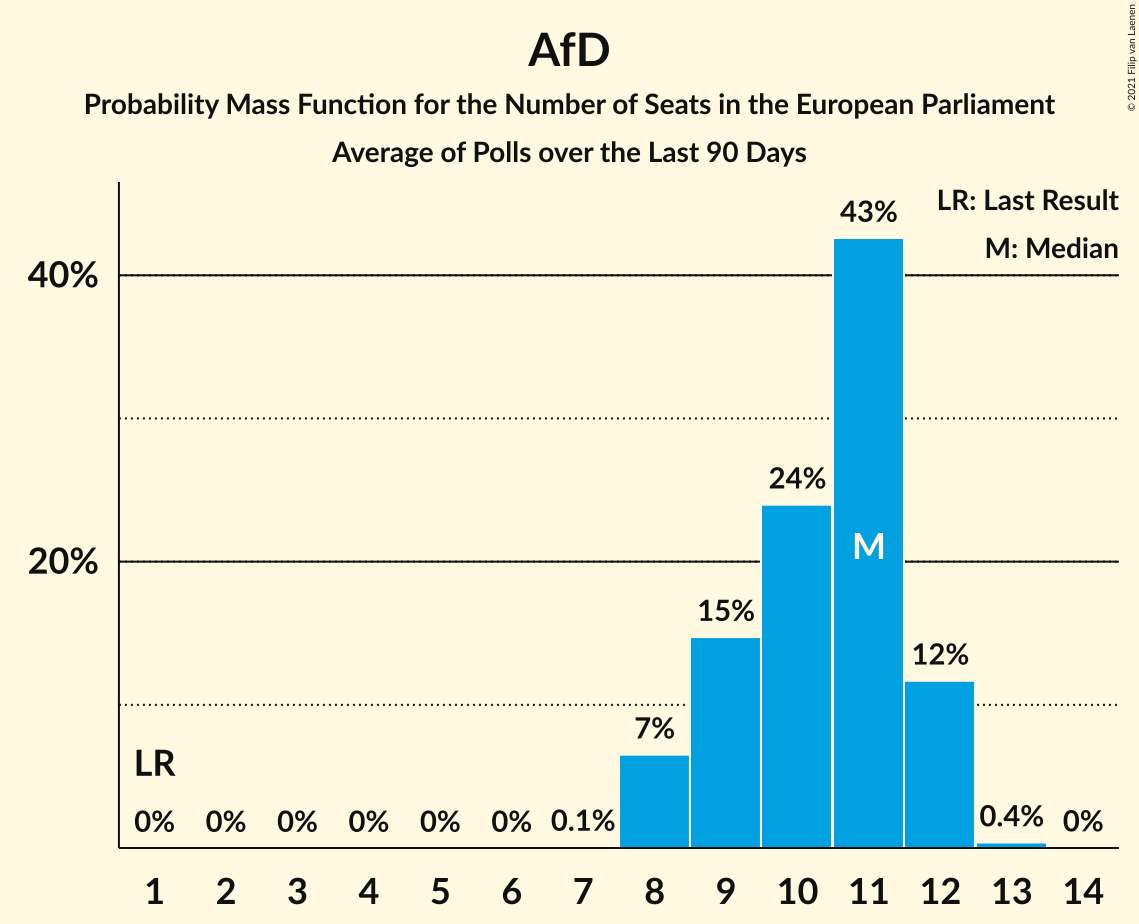 AfD
Probability Mass Function for the Number of Seats in the European Parliament
Average of Polls over the Last 90 Days
© 2021 Filip van Laenen
LR: Last Result
M: Median
43%
40%
24%
M
20%
15%
12%
7%
LR
0% 0% 0% 0% 0% 0% 0.1% 0.4% 0%
1 2 3 4 5 6 7 8 9 10 11 12 13 14